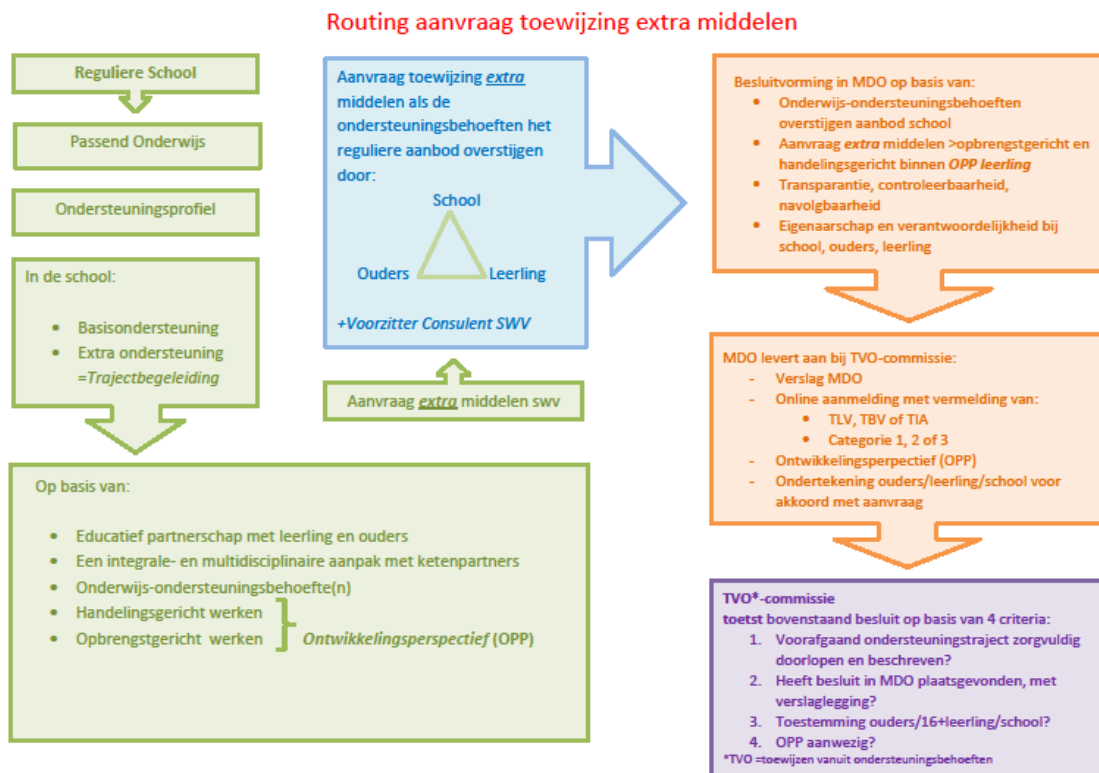 Routing aanvraag toewijzing extra middelen
Reguliere School
Passend Onderwijs
Ondersteuningsprofiel
In de school:
• Basisondersteuning
• Extra ondersteuning
=Trajectbegeleiding
Op basis van:
• Educatief partnerschap met leerling en ouders
• Een integrale- en multidisciplinaire aanpak met ketenpartners
• Onderwijs-ondersteuningsbehoefte(n)
• Handelingsgericht werken
• Opbrengstgericht werken
Ontwikkelingsperspectief (OPP)
Aanvraag toewijzing extra
middelen als de
ondersteuningsbehoeften het
reguliere aanbod overstijgen
door:
School
Ouders
Leerling
+Voorzitter Consulent SWV
Aanvraag extra middelen swv
Besluitvorming in MDO op basis van:
• Onderwijs-ondersteuningsbehoeften
overstijgen aanbod school
• Aanvraag extra middelen >opbrengstgericht en
handelingsgericht binnen OPP leerling
• Transparantie, controleerbaarheid,
navolgbaarheid
• Eigenaarschap en verantwoordelijkheid bij
school, ouders, leerling
MDO levert aan bij TVO-commissie:
- Verslag MDO
- Online aanmelding met vermelding van:
• TLV, TBV of TIA
• Categorie 1, 2 of 3
- Ontwikkelingsperpectief (OPP)
- Ondertekening ouders/leerling/school voor
akkoord met aanvraag
TVO*-commissie
toetst bovenstaand besluit op basis van 4 criteria:
1. Voorafgaand ondersteuningstraject zorgvuldig
doorlopen en beschreven?
2. Heeft besluit in MDO plaatsgevonden, met
verslaglegging?
3. Toestemming ouders/16+leerling/school?
4. OPP aanwezig?
*TVO =toewijzen vanuit ondersteuningsbehoeften